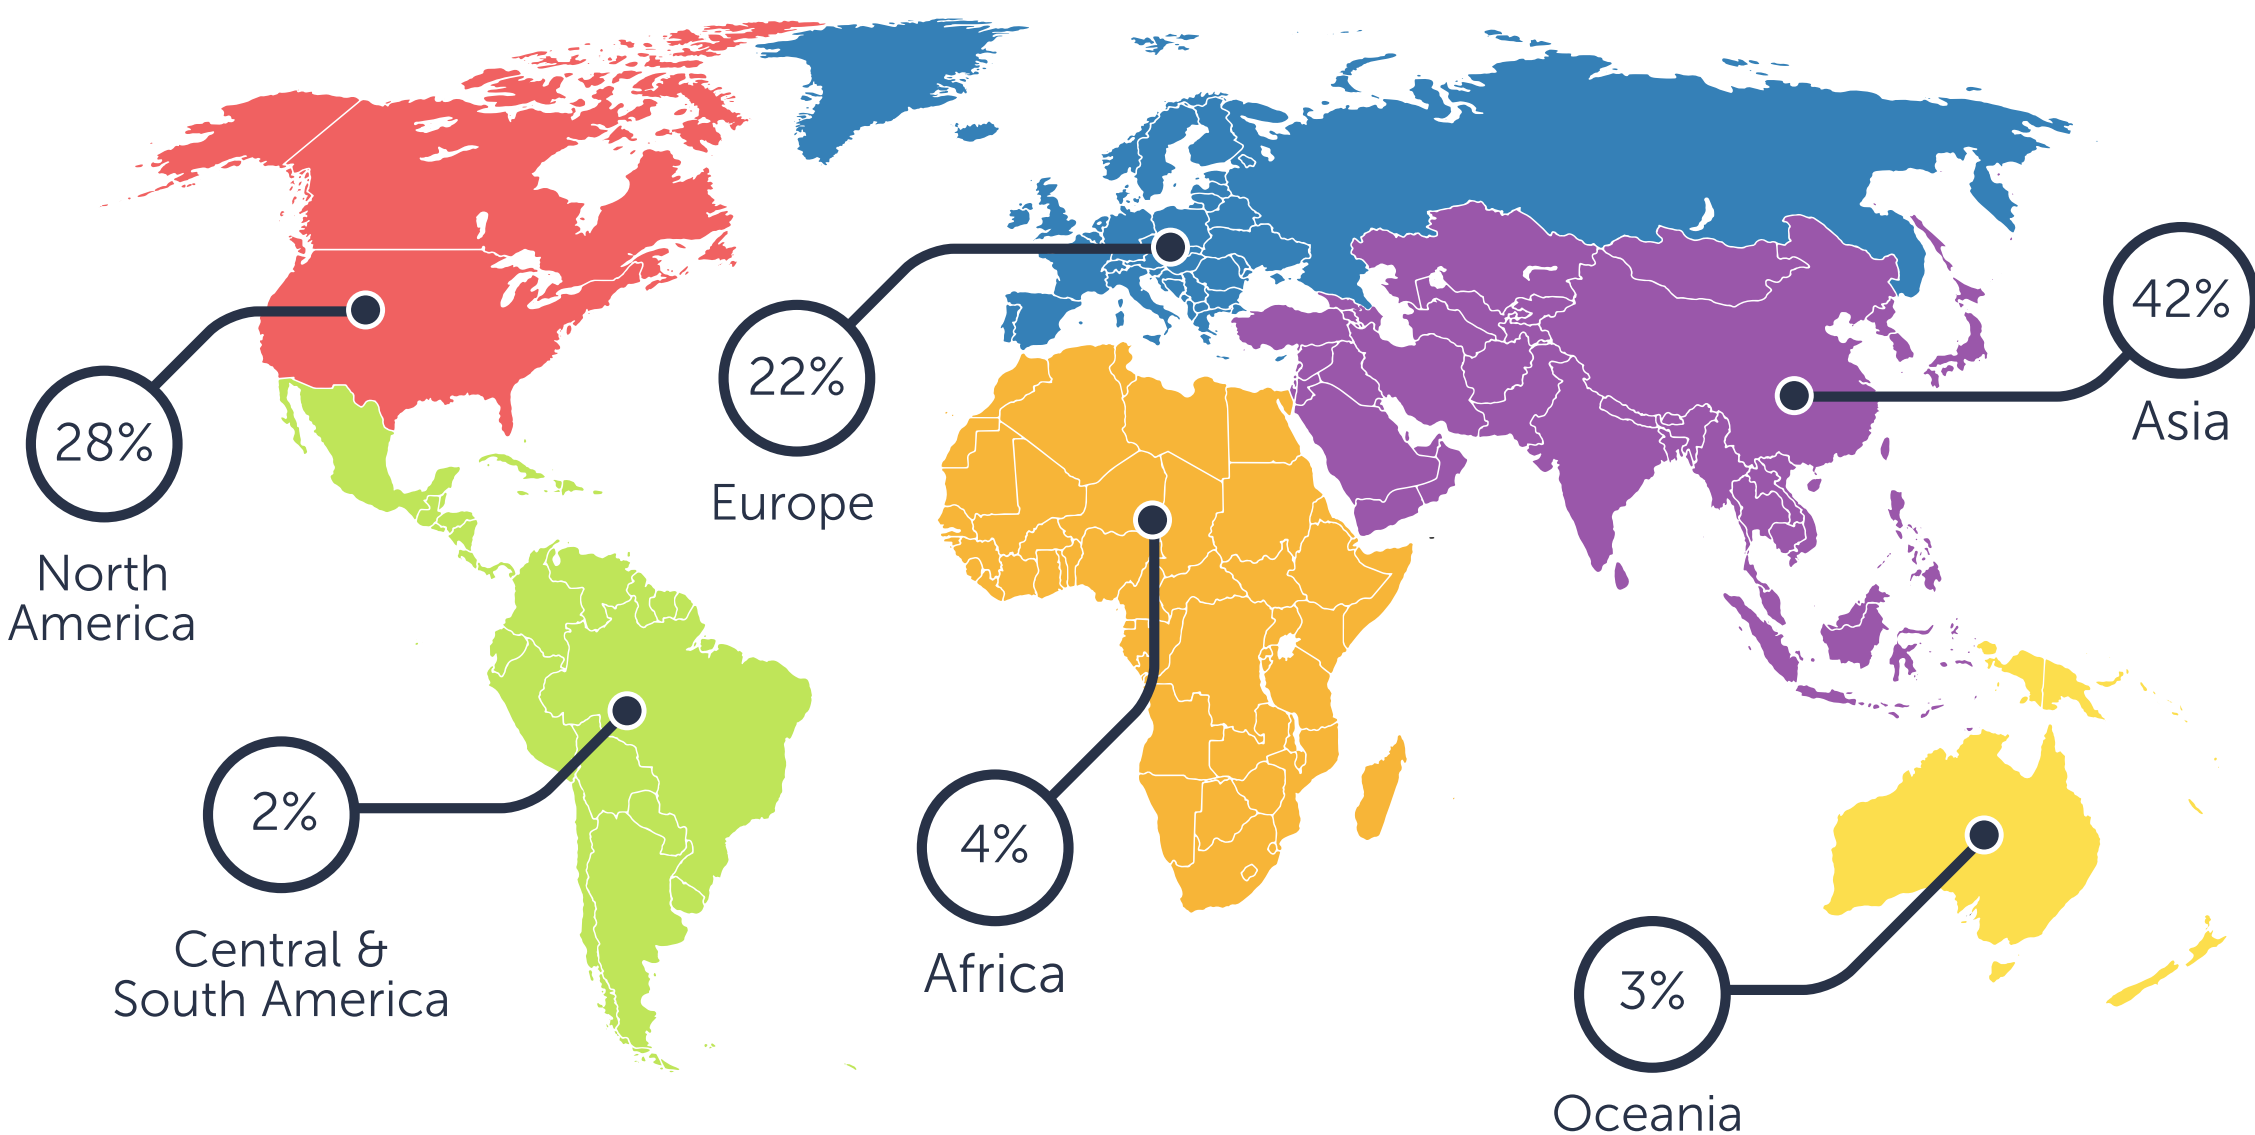 28%
North
America
22%
Europe
42%
Asia
2%
Central &
South America
4%
Africa
3%
Oceania